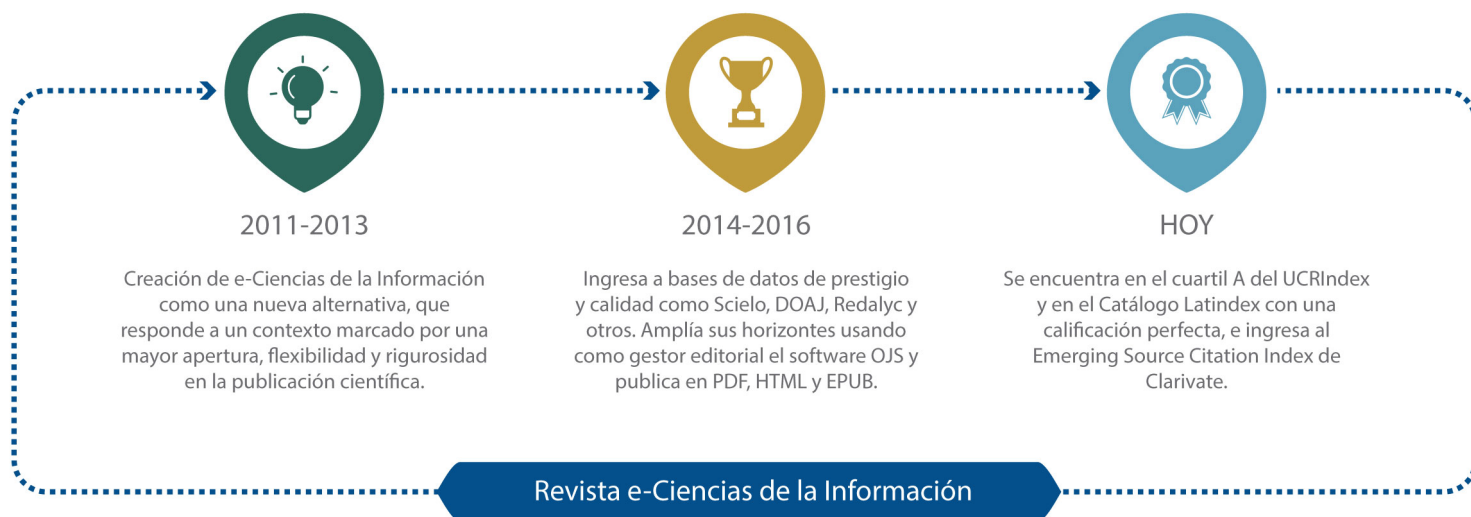 2011-2013
Creación de e-Ciencias de la Información
como una nueva alternativa, que
responde a un contexto marcado por una
mayor apertura, flexibilidad y rigurosidad
en la publicación científica.
2014-2016
Ingresa a bases de datos de prestigio
y calidad como Scielo, DOAJ, Redalyc y
otros. Amplía sus horizontes usando
como gestor editorial el software OJS y
publica en PDF, HTML y EPUB.
HOY
Se encuentra en el cuartil A del UCRIndex
y en el Catálogo Latindex con una
calificación perfecta, e ingresa al
Emerging Source Citation Index de
Clarivate.
Revista e-Ciencias de la Información